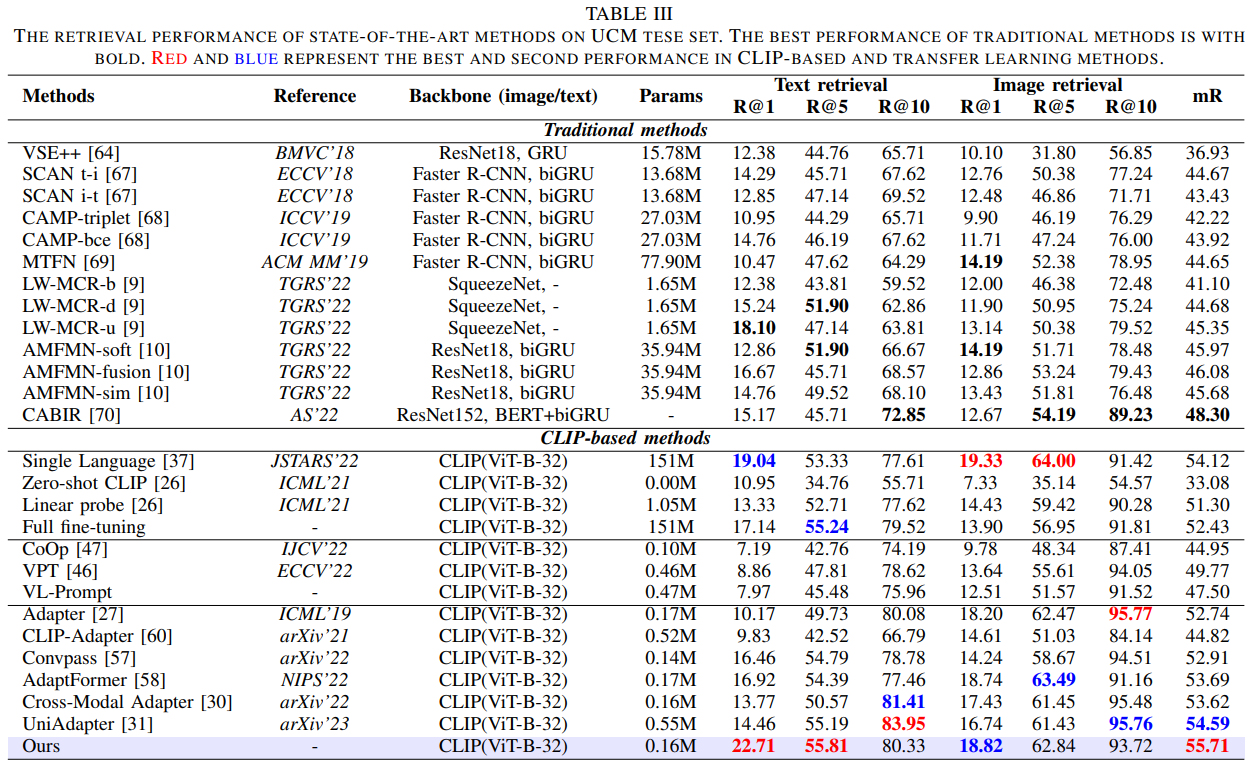 TABLE III
THE RETRIEVAL PERFORMANCE OF STATE-OF-THE-ART METHODS ON UCM TESE SET. THE BEST PERFORMANCE OF TRADITIONAL METHODS IS WITH
BOLD. RED AND BLUE REPRESENT THE BEST AND SECOND PERFORMANCE IN CLIP-BASED AND TRANSFER LEARNING METHODS.
Methods Reference Backbone (image/text) Params Text retrieval Image retrieval mR
R@1 R@5 R@10 R@1 R@5 R@10
Traditional methods
VSE++ [64] BMVC'18 ResNet18, GRU 15.78M 12.38 44.76 65.71 10.10 31.80 56.85 36.93
SCAN t-i [67] ECCV'18 Faster R-CNN, biGRU 13.68M 14.29 45.71 67.62 12.76 50.38 77.24 44.67
SCAN i-t [67] ECCV'18 Faster R-CNN, biGRU 13.68M 12.85 47.14 69.52 12.48 46.86 71.71 43.43
CAMP-triplet [68] ICCV'19 Faster R-CNN, biGRU 27.03M 10.95 44.29 65.71 9.90 46.19 76.29 42.22
CAMP-bce [68] ICCV'19 Faster R-CNN, biGRU 27.03M 14.76 46.19 67.62 11.71 47.24 76.00 43.92
MTFN [69] ACM MM'19 Faster R-CNN, biGRU 77.90M 10.47 47.62 64.29 14.19 52.38 78.95 44.65
LW-MCR-b [9] TGRS'22 SqueezeNet, - 1.65M 12.38 43.81 59.52 12.00 46.38 72.48 41.10
LW-MCR-d [9] TGRS'22 SqueezeNet, - 1.65M 15.24 51.90 62.86 11.90 50.95 75.24 44.68
LW-MCR-u [9] TGRS'22 SqueezeNet, - 1.65M 18.10 47.14 63.81 13.14 50.38 79.52 45.35
AMFMN-soft [10] TGRS'22 ResNet18, biGRU 35.94M 12.86 51.90 66.67 14.19 51.71 78.48 45.97
AMFMN-fusion [10] TGRS'22 ResNet18, biGRU 35.94M 16.67 45.71 68.57 12.86 53.24 79.43 46.08
AMFMN-sim [10] TGRS'22 ResNet18, biGRU 35.94M 14.76 49.52 68.10 13.43 51.81 76.48 45.68
CABIR [70] AS'22 ResNet152, BERT+biGRU - 15.17 45.71 72.85 12.67 54.19 89.23 48.30
CLIP-based methods
Single Language [37] JSTARS'22 CLIP(ViT-B-32) 151M 19.04 53.33 77.61 19.33 64.00 91.42 54.12
Zero-shot CLIP [26] ICML'21 CLIP(ViT-B-32) 0.00M 10.95 34.76 55.71 7.33 35.14 54.57 33.08
Linear probe [26] ICML'21 CLIP(ViT-B-32) 1.05M 13.33 52.71 77.62 14.43 59.42 90.28 51.30
Full fine-tuning - CLIP(ViT-B-32) 151M 17.14 55.24 79.52 13.90 56.95 91.81 52.43
CoOp [47] IJCV'22 CLIP(ViT-B-32) 0.10M 7.19 42.76 74.19 9.78 48.34 87.41 44.95
VPT [46] ECCV'22 CLIP(ViT-B-32) 0.46M 8.86 47.81 78.62 13.64 55.61 94.05 49.77
VL-Prompt - CLIP(ViT-B-32) 0.47M 7.97 45.48 75.96 12.51 51.57 91.52 47.50
Adapter [27] ICML'19 CLIP(ViT-B-32) 0.17M 10.17 49.73 80.08 18.20 62.47 95.77 52.74
CLIP-Adapter [60] arXiv'21 CLIP(ViT-B-32) 0.52M 9.83 42.52 66.79 14.61 51.03 84.14 44.82
Convpass [57] arXiv'22 CLIP(ViT-B-32) 0.14M 16.46 54.79 78.78 14.24 58.67 94.51 52.91
AdaptFormer [58] NIPS'22 CLIP(ViT-B-32) 0.17M 16.92 54.39 77.46 18.74 63.49 91.16 53.69
Cross-Modal Adapter [30] arXiv'22 CLIP(ViT-B-32) 0.16M 13.77 50.57 81.41 17.43 61.45 95.48 53.62
UniAdapter [31] arXiv'23 CLIP(ViT-B-32) 0.55M 14.46 55.19 83.95 16.74 61.43 95.76 54.59
Ours - CLIP(ViT-B-32) 0.16M 22.71 55.81 80.33 18.82 62.84 93.72 55.71